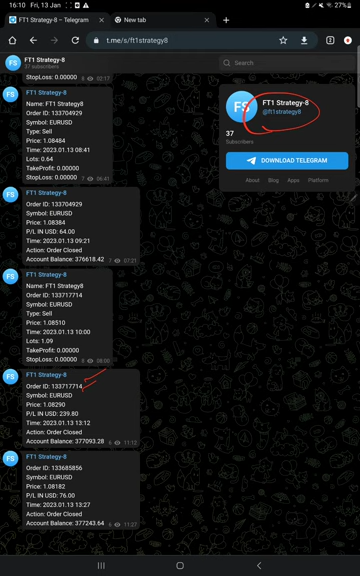 16:10 Fri, 13 Jan
27%
FT1 Strategy-8 – Telegram
New tab
t.me/s/ft1strategy8
2
FS
FT1 Strategy-8
37 subscribers
Search
StopLoss: 0.00000
02:17
FS
FT1 Strategy-8
Name: FT1 Strategy8
Order ID: 133704929
Symbol: EURUSD
Type: Sell
Price: 1.08484
Time: 2023.01.13 08:41
Lots: 0.64
TakeProfit: 0.00000
StopLoss: 0.00000
06:41
FS
FT1 Strategy-8
Order ID: 133704929
Symbol: EURUSD
Price: 1.08384
P/L IN USD: 64.00
Time: 2023.01.13 09:21
Action: Order Closed
Account Balance: 376618.42
07:21
FS
FT1 Strategy-8
Name: FT1 Strategy8
Order ID: 133717714
Symbol: EURUSD
Type: Sell
Price: 1.08510
Time: 2023.01.13 10:00
Lots: 1.09
TakeProfit: 0.00000
StopLoss: 0.00000
08:00
FS
FT1 Strategy-8
Order ID: 133717714
Symbol: EURUSD
Price: 1.08290
P/L IN USD: 239.80
Time: 2023.01.13 13:12
Action: Order Closed
Account Balance: 377093.28
11:12
FS
FT1 Strategy-8
Order ID: 133685856
Symbol: EURUSD
Price: 1.08182
P/L IN USD: 76.00
Time: 2023.01.13 13:27
Action: Order Closed
Account Balance: 377243.64
11:27
FS
FT1 Strategy-8
@ft1strategy8
37
Subscribers
DOWNLOAD TELEGRAM
About Blog Apps Platform